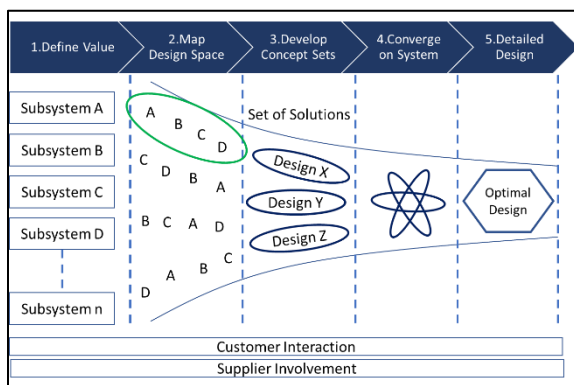 1.Define Value
2.Map
Design Space
3.Develop
Concept Sets
4.Converge
on System
5.Detailed
Design
Subsystem A
Subsystem B
Subsystem C
Subsystem D
Subsystem n
A
B
C
D
C
D
B
A
B
C
A
D
D
A
B
C
Set of Solutions
Design X
Design Y
Design Z
Optimal
Design
Customer Interaction
Supplier Involvement